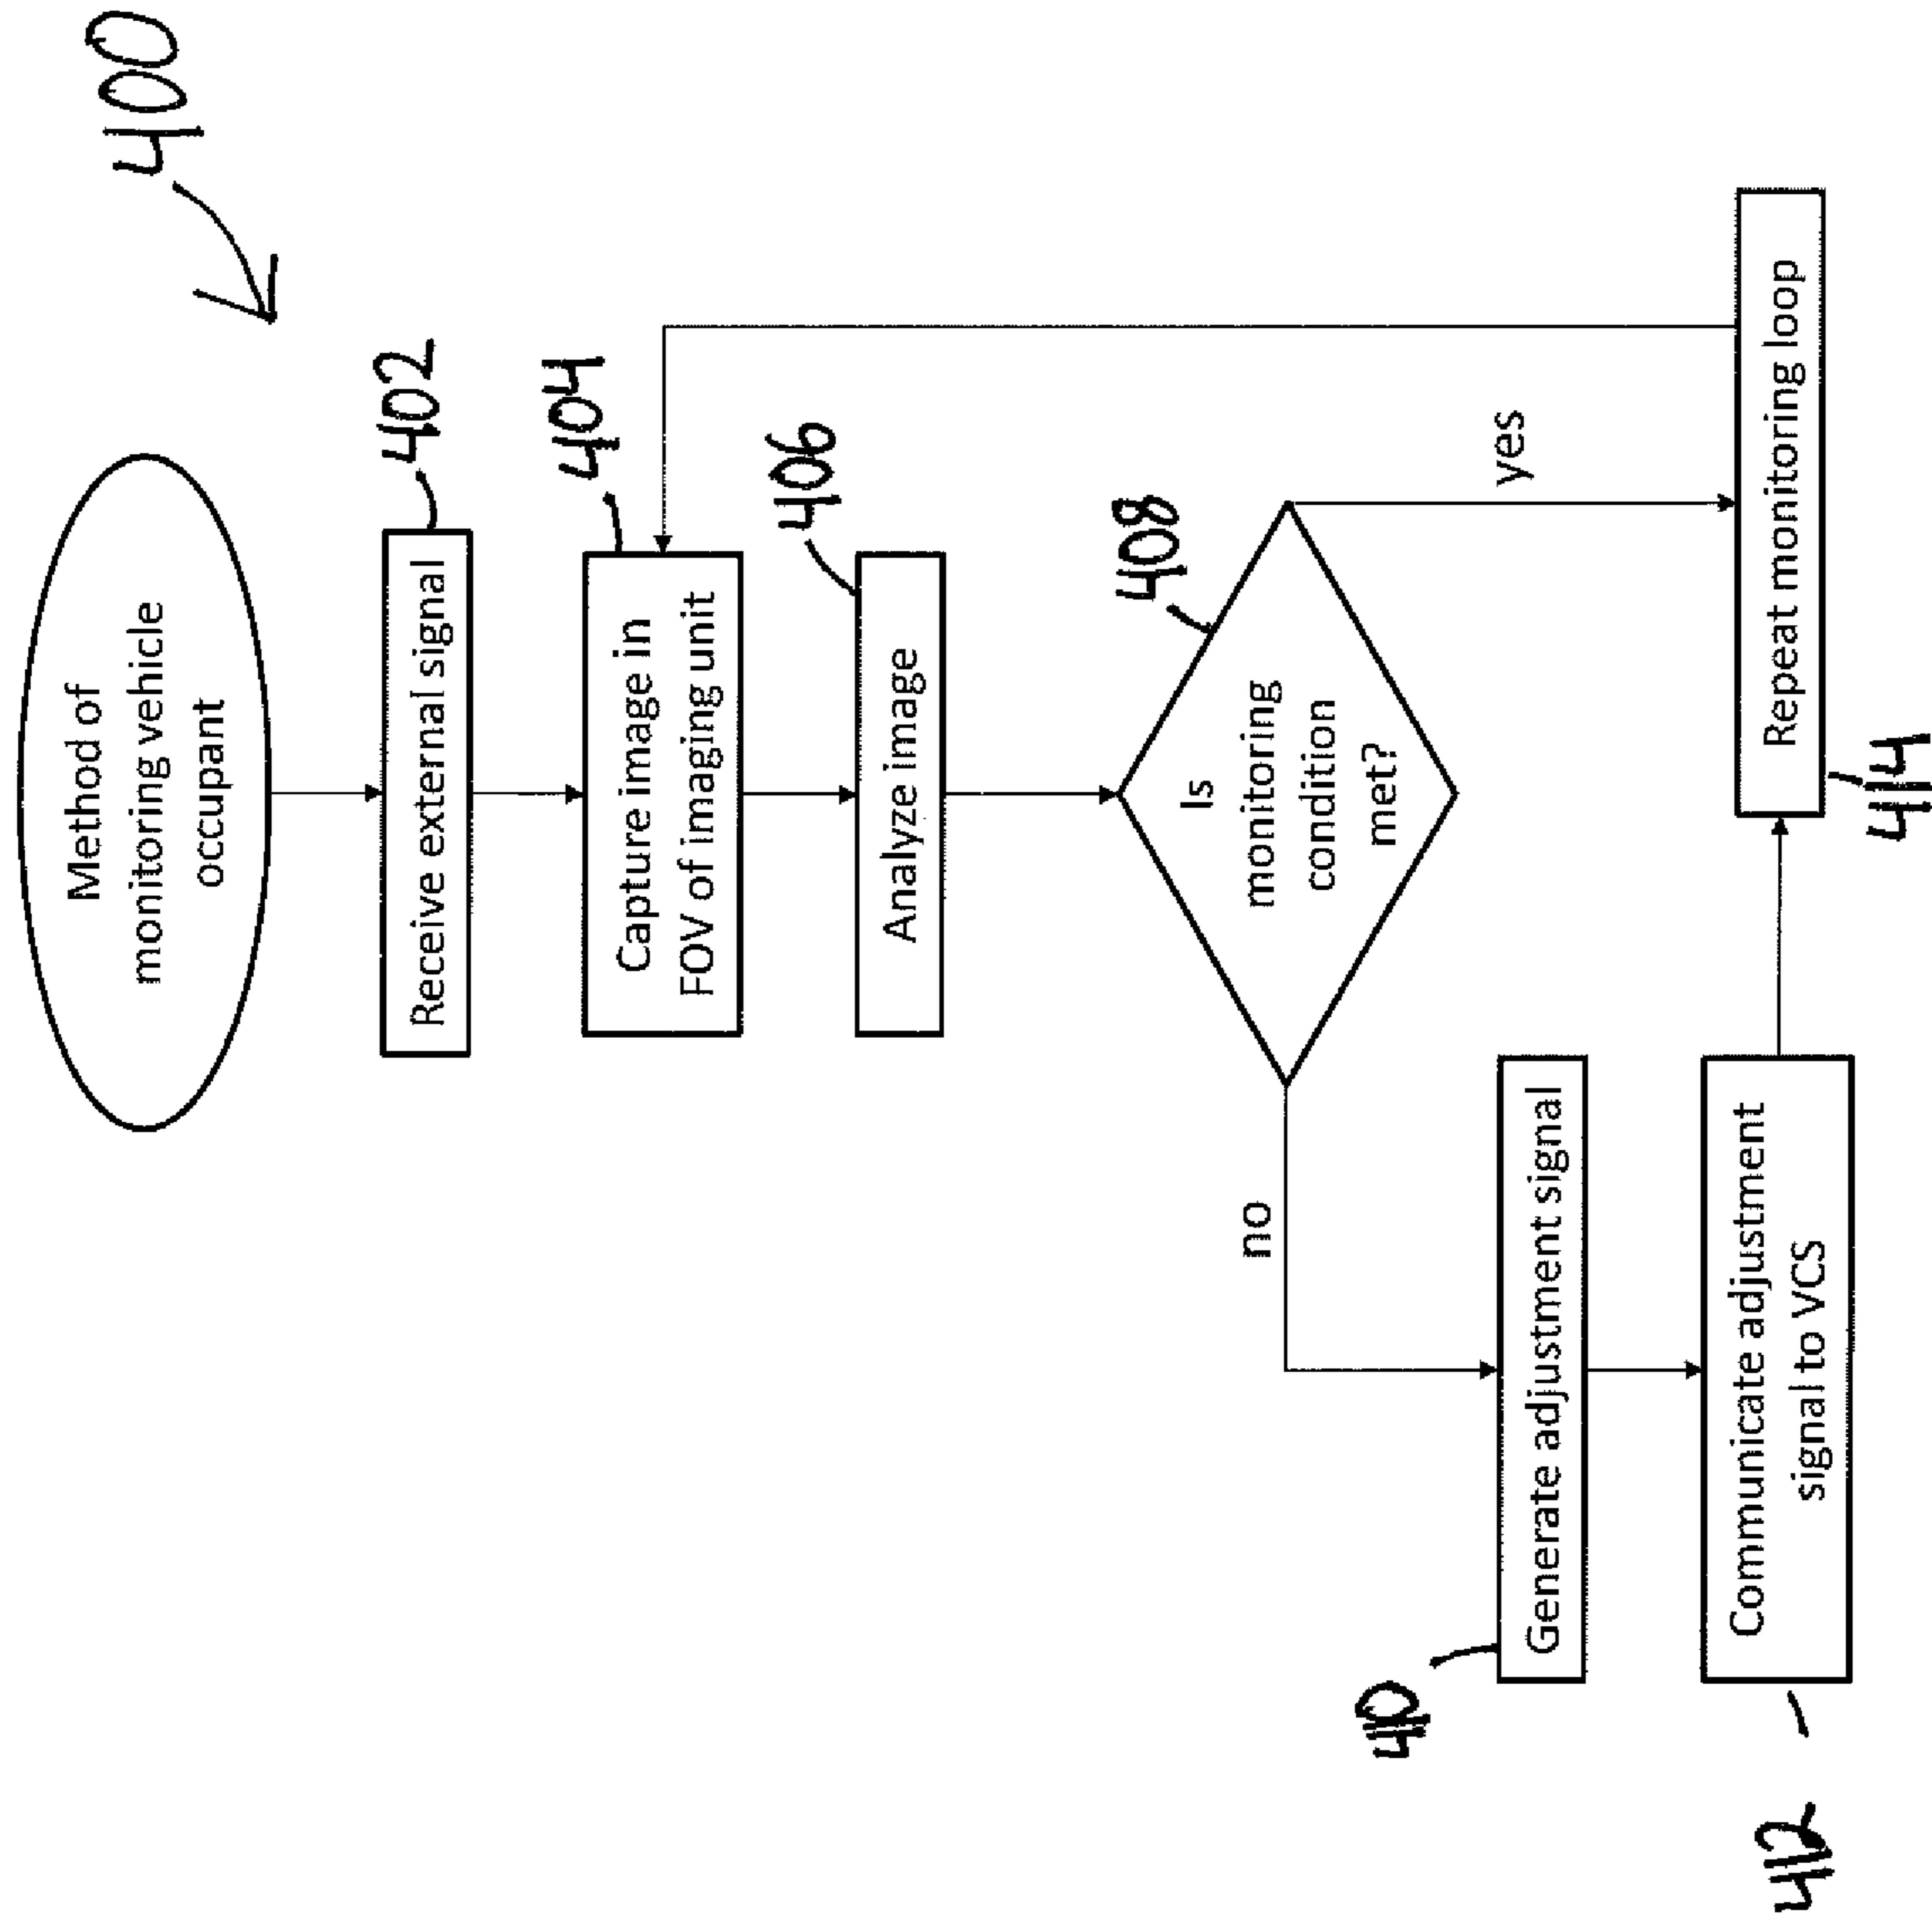 400
Method of
monitoring vehicle
occupant
402
Receive external signal
404
Capture image in
FOV of imaging unit
406
Analyze image
408
Is
monitoring
condition
met?
no
yes
410
Generate adjustment signal
412
Communicate adjustment
signal to VCS
414
Repeat monitoring loop